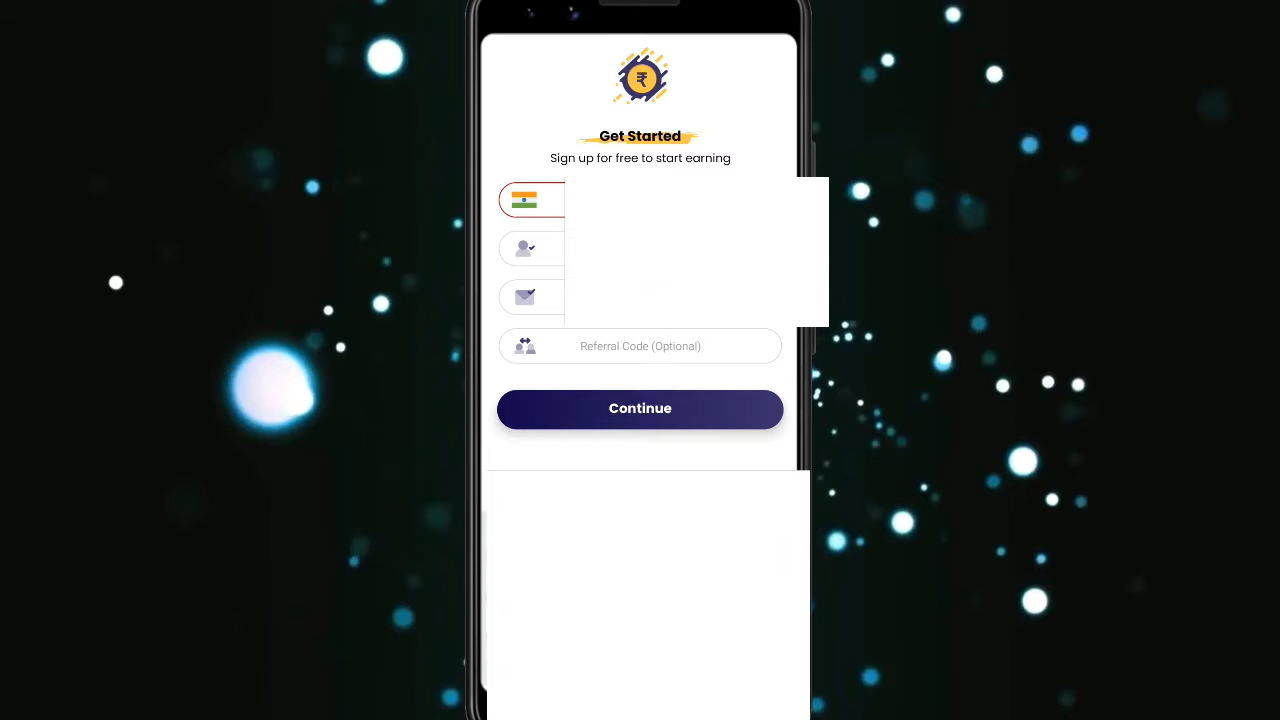 ₹
Get Started
Sign up for free to start earning
Referral Code (Optional)
Continue